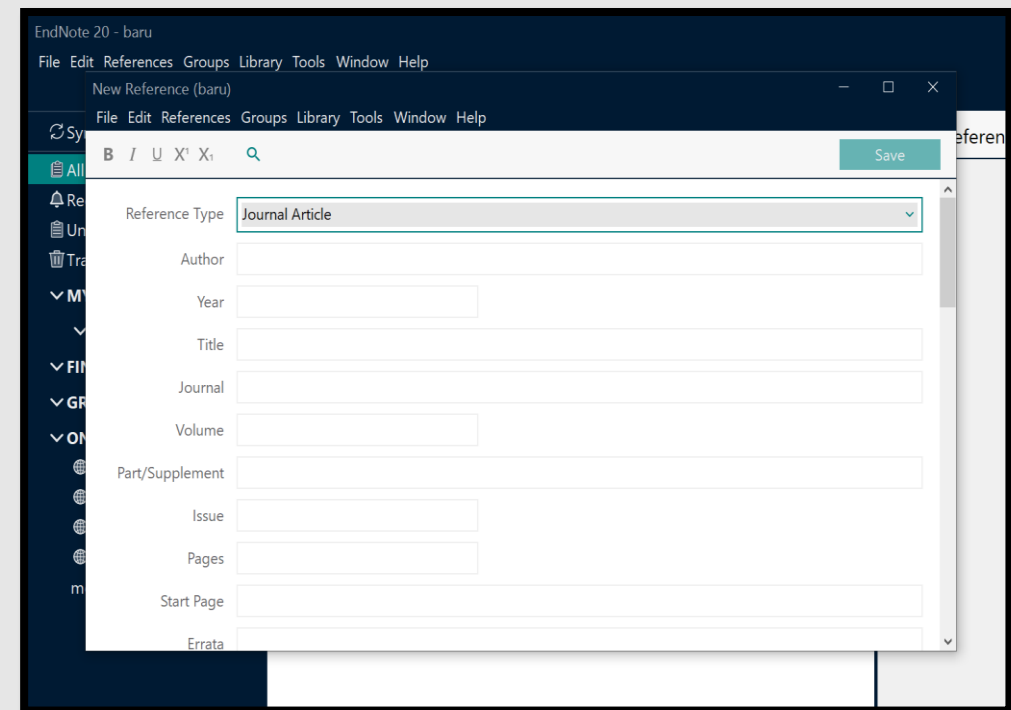 EndNote 20 - baru
File Edit References Groups Library Tools Window Help
New Reference (baru)
File Edit References Groups Library Tools Window Help
B I U X¹ X₁
Save
Reference Type Journal Article
Author
Year
Title
Journal
Volume
Part/Supplement
Issue
Pages
Start Page
Errata
All